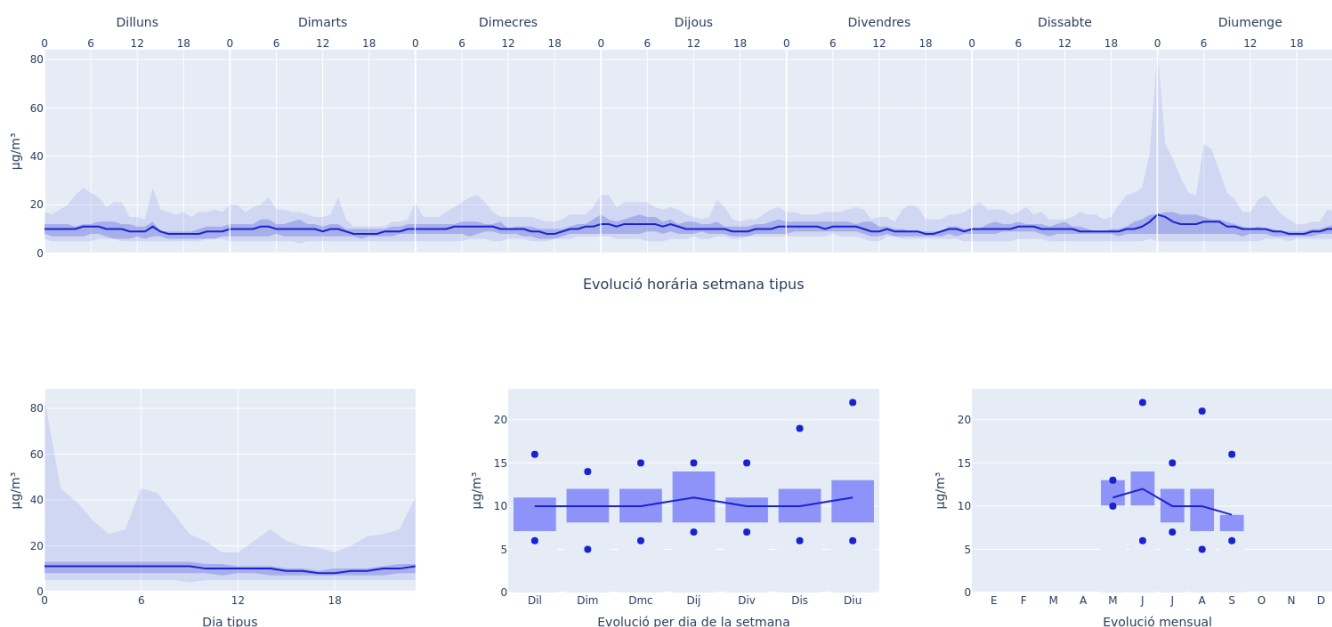 Dilluns Dimarts Dimecres Dijous Divendres Dissabte Diumenge
0 6 12 18 0 6 12 18 0 6 12 18 0 6 12 18 0 6 12 18 0 6 12 18 0 6 12 18
80
60
40
20
0
µg/m³
Evolució horária setmana tipus
80
60
40
20
0
µg/m³
0 6 12 18
Dia tipus
20
15
10
5
0
µg/m³
Dil Dim Dmc Dij Div Dis Diu
Evolució per dia de la setmana
20
15
10
5
0
µg/m³
E F M A M J J A S O N D
Evolució mensual